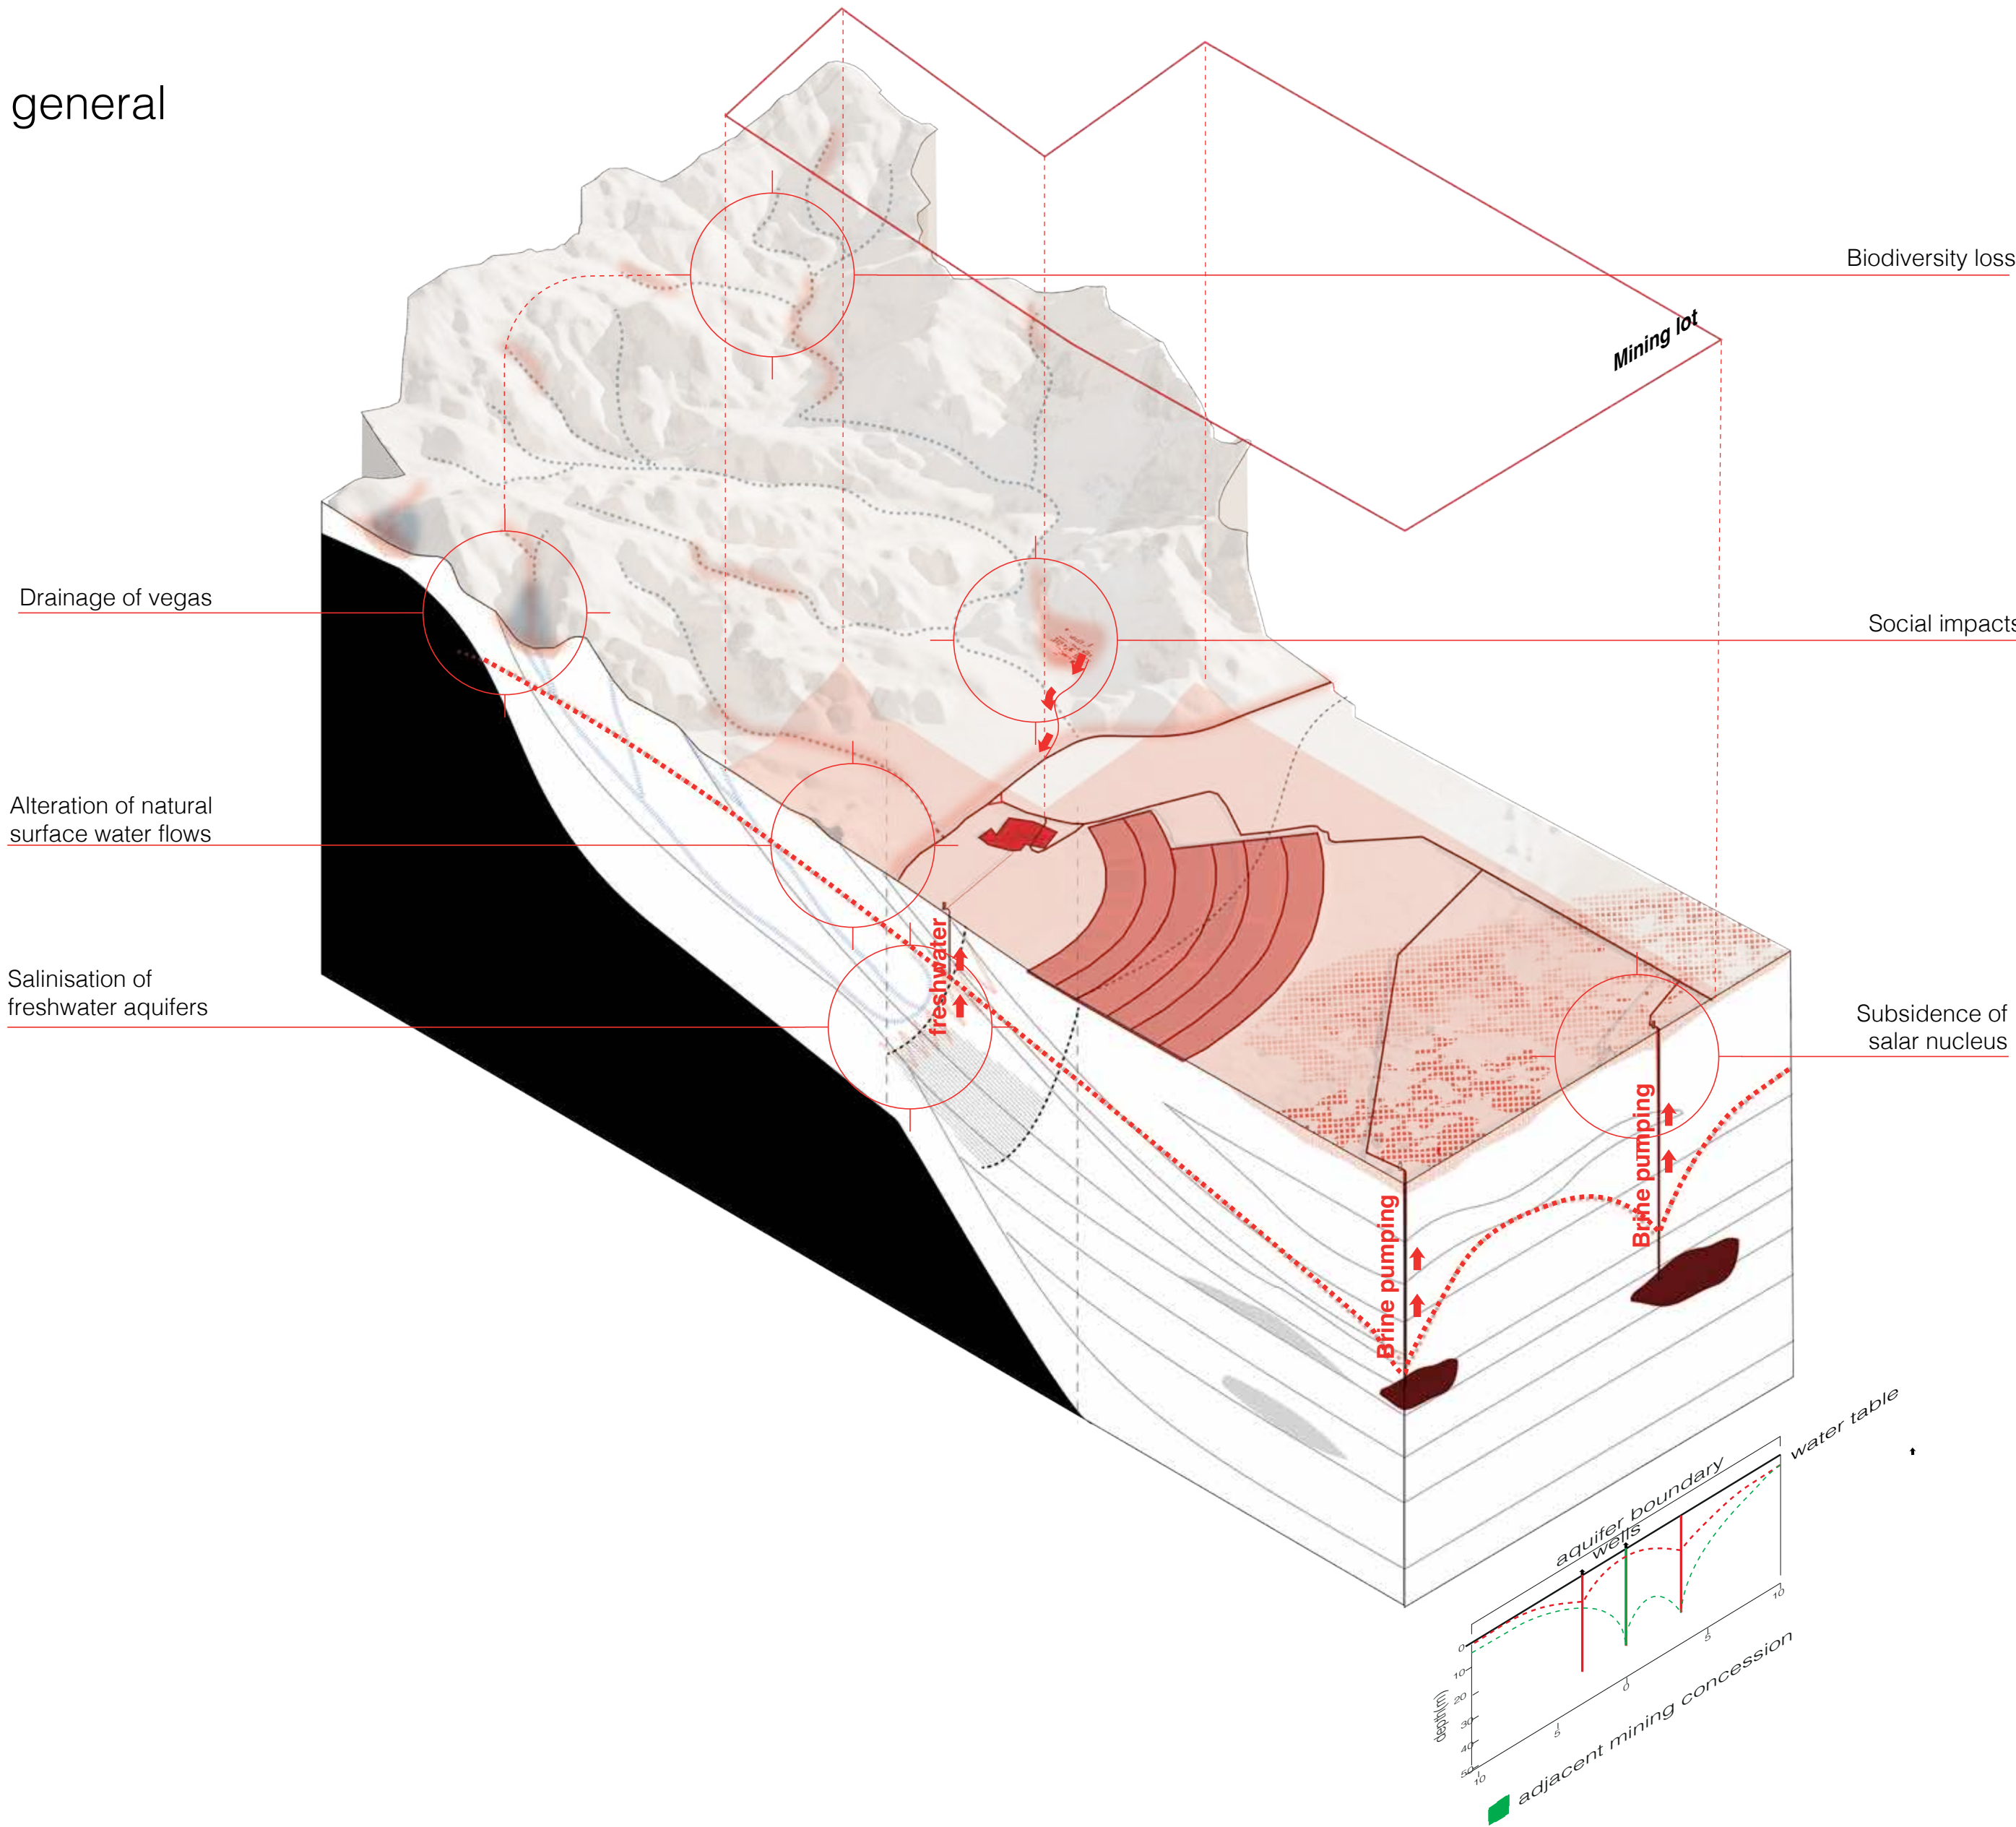 general
Biodiversity loss
Mining lot
Drainage of vegas
Social impacts
Alteration of natural
surface water flows
Salinisation of
freshwater aquifers
freshwater
Subsidence of
salar nucleus
Brine pumping
Brine pumping
water table
aquifer boundary
wells
0
10
20
30
40
50
depth(m)
10
5
0
5
10
adjacent mining concession